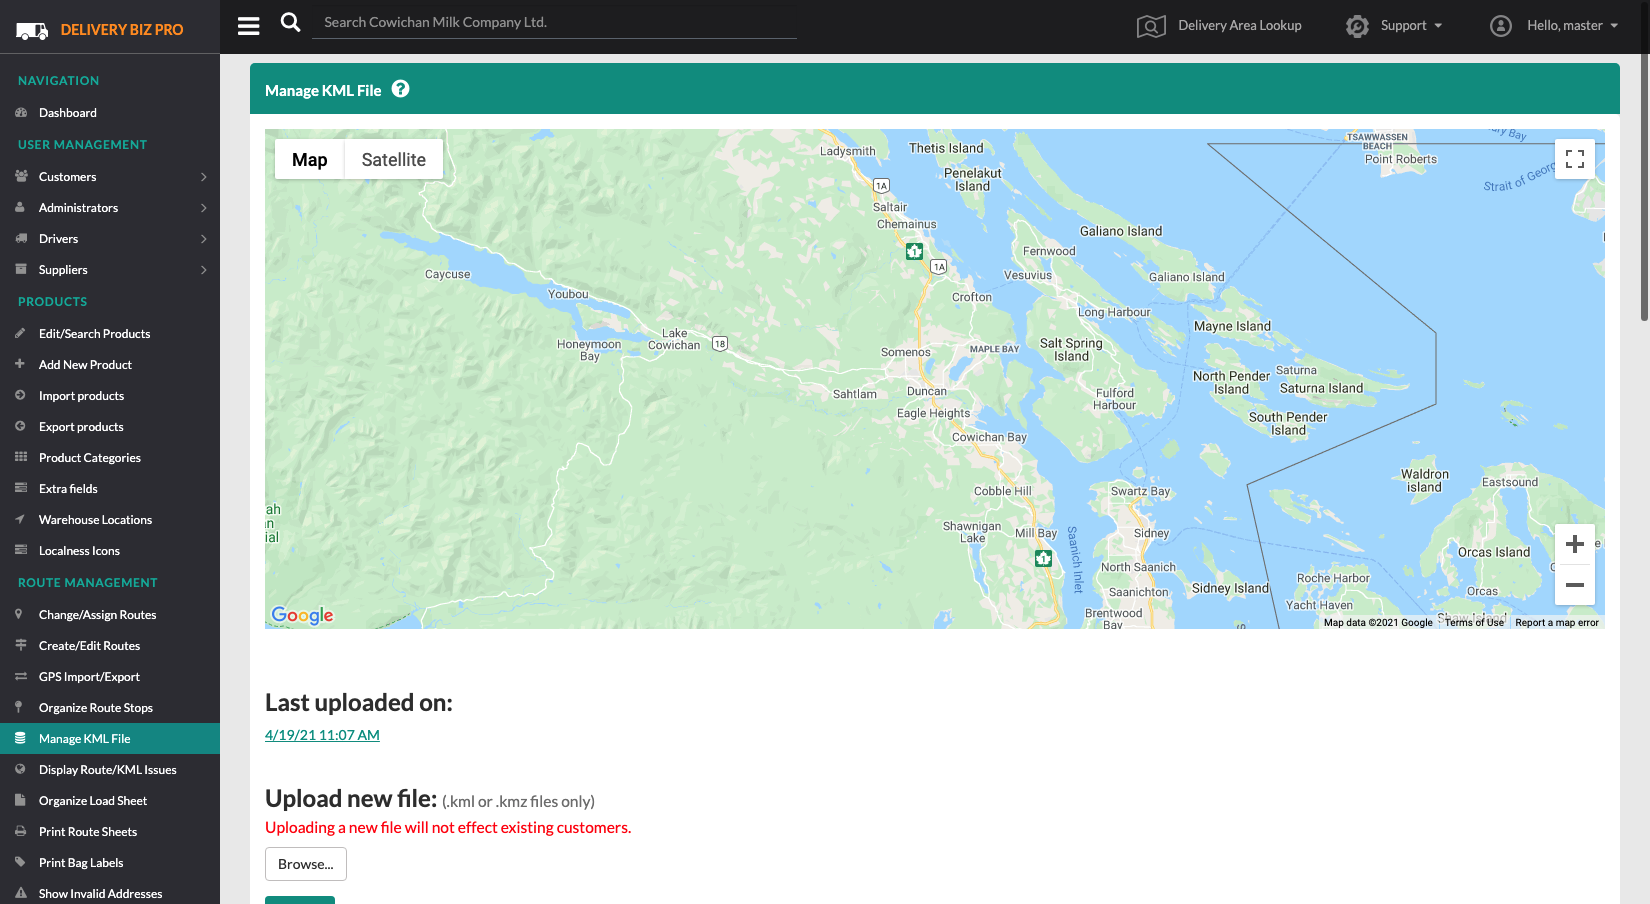 DELIVERY BIZ PRO
Search Cowichan Milk Company Ltd.
Delivery Area Lookup
Support
Hello, master
NAVIGATION
Dashboard
USER MANAGEMENT
Customers
Administrators
Drivers
Suppliers
PRODUCTS
Edit/Search Products
Add New Product
Import products
Export products
Product Categories
Extra fields
Warehouse Locations
Localness Icons
ROUTE MANAGEMENT
Change/Assign Routes
Create/Edit Routes
GPS Import/Export
Organize Route Stops
Manage KML File
Display Route/KML Issues
Organize Load Sheet
Print Route Sheets
Print Bag Labels
Show Invalid Addresses
Manage KML File ?
Map
Satellite
Ladysmith
Thetis Island
TSAWWASSEN
BEACH
Point Roberts
Penelakut
Island
1A
Strait of Georg
Saltair
Chemainus
Galiano Island
1
Fernwood
1A
Caycuse
Vesuvius
Galiano Island
Youbou
Crofton
Long Harbour
Mayne Island
Lake
Cowichan
18
Honeymoon
Bay
Somenos
MAPLE BAY
Salt Spring
Island
North Pender
Island
Saturna
Saturna Island
Sahtlam
Duncan
Fulford
Harbour
Eagle Heights
South Pender
Island
Cowichan Bay
Waldron
island
Eastsound
Cobble Hill
Swartz Bay
ah
an
ial
Shawnigan
Lake
Mill Bay
Saanich Inlet
Sidney
Orcas Island
1
North Saanich
Roche Harbor
Saanichton
Sidney Island
Orcas
Yacht Haven
Brentwood
Bay
Shaw Island
Google
Map data ©2021 Google
Terms of Use
Report a map error
Last uploaded on:
4/19/21 11:07 AM
Upload new file: (.kml or .kmz files only)
Uploading a new file will not effect existing customers.
Browse...